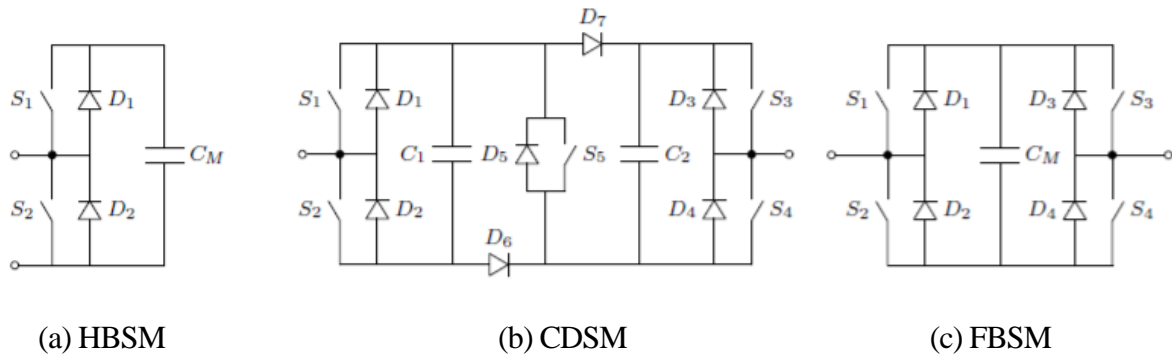 D7
S1 D1 S1 D1 D3 S3 S1 D1 D3 S3
CM C1 D5 S5 C2 CM
S2 D2 S2 D2 D4 S4 S2 D2 D4 S4
D6
(a) HBSM (b) CDSM (c) FBSM